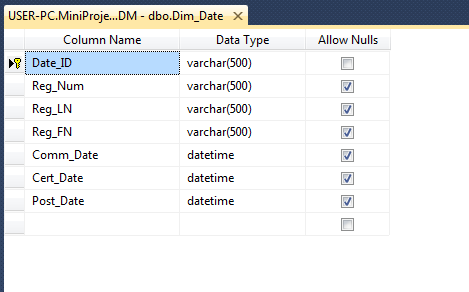 USER-PC.MiniProje...DM - dbo.Dim_Date
Column Name Data Type Allow Nulls
Date_ID varchar(500)
Reg_Num varchar(500)
Reg_LN varchar(500)
Reg_FN varchar(500)
Comm_Date datetime
Cert_Date datetime
Post_Date datetime